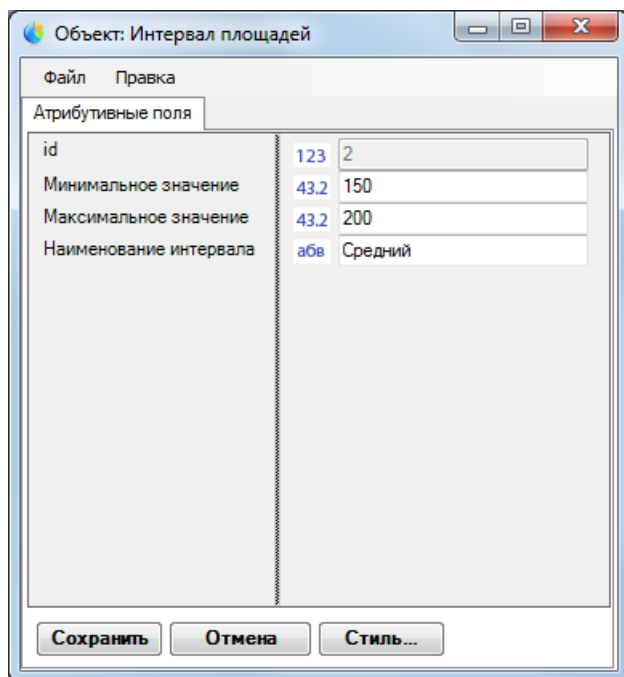 Объект: Интервал площадей
Файл Правка
Атрибутивные поля
id 123 2
Минимальное значение 43.2 150
Максимальное значение 43.2 200
Наименование интервала абв Средний
Сохранить Отмена Стиль...